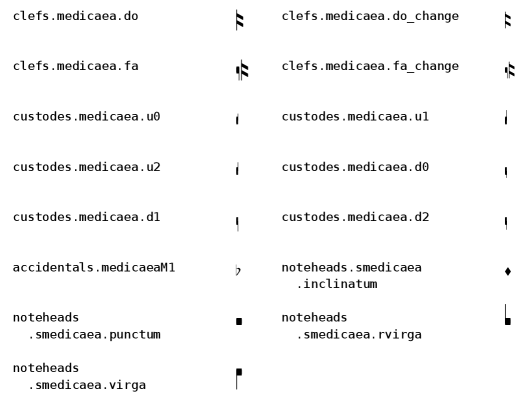 clefs.medicaea.do
clefs.medicaea.do_change
clefs.medicaea.fa
clefs.medicaea.fa_change
custodes.medicaea.u0
custodes.medicaea.u1
custodes.medicaea.u2
custodes.medicaea.d0
custodes.medicaea.d1
custodes.medicaea.d2
accidentals.medicaeaM1
noteheads.smedicaea
.inclinatum
noteheads
.smedicaea.punctum
noteheads
.smedicaea.rvirga
noteheads
.smedicaea.virga